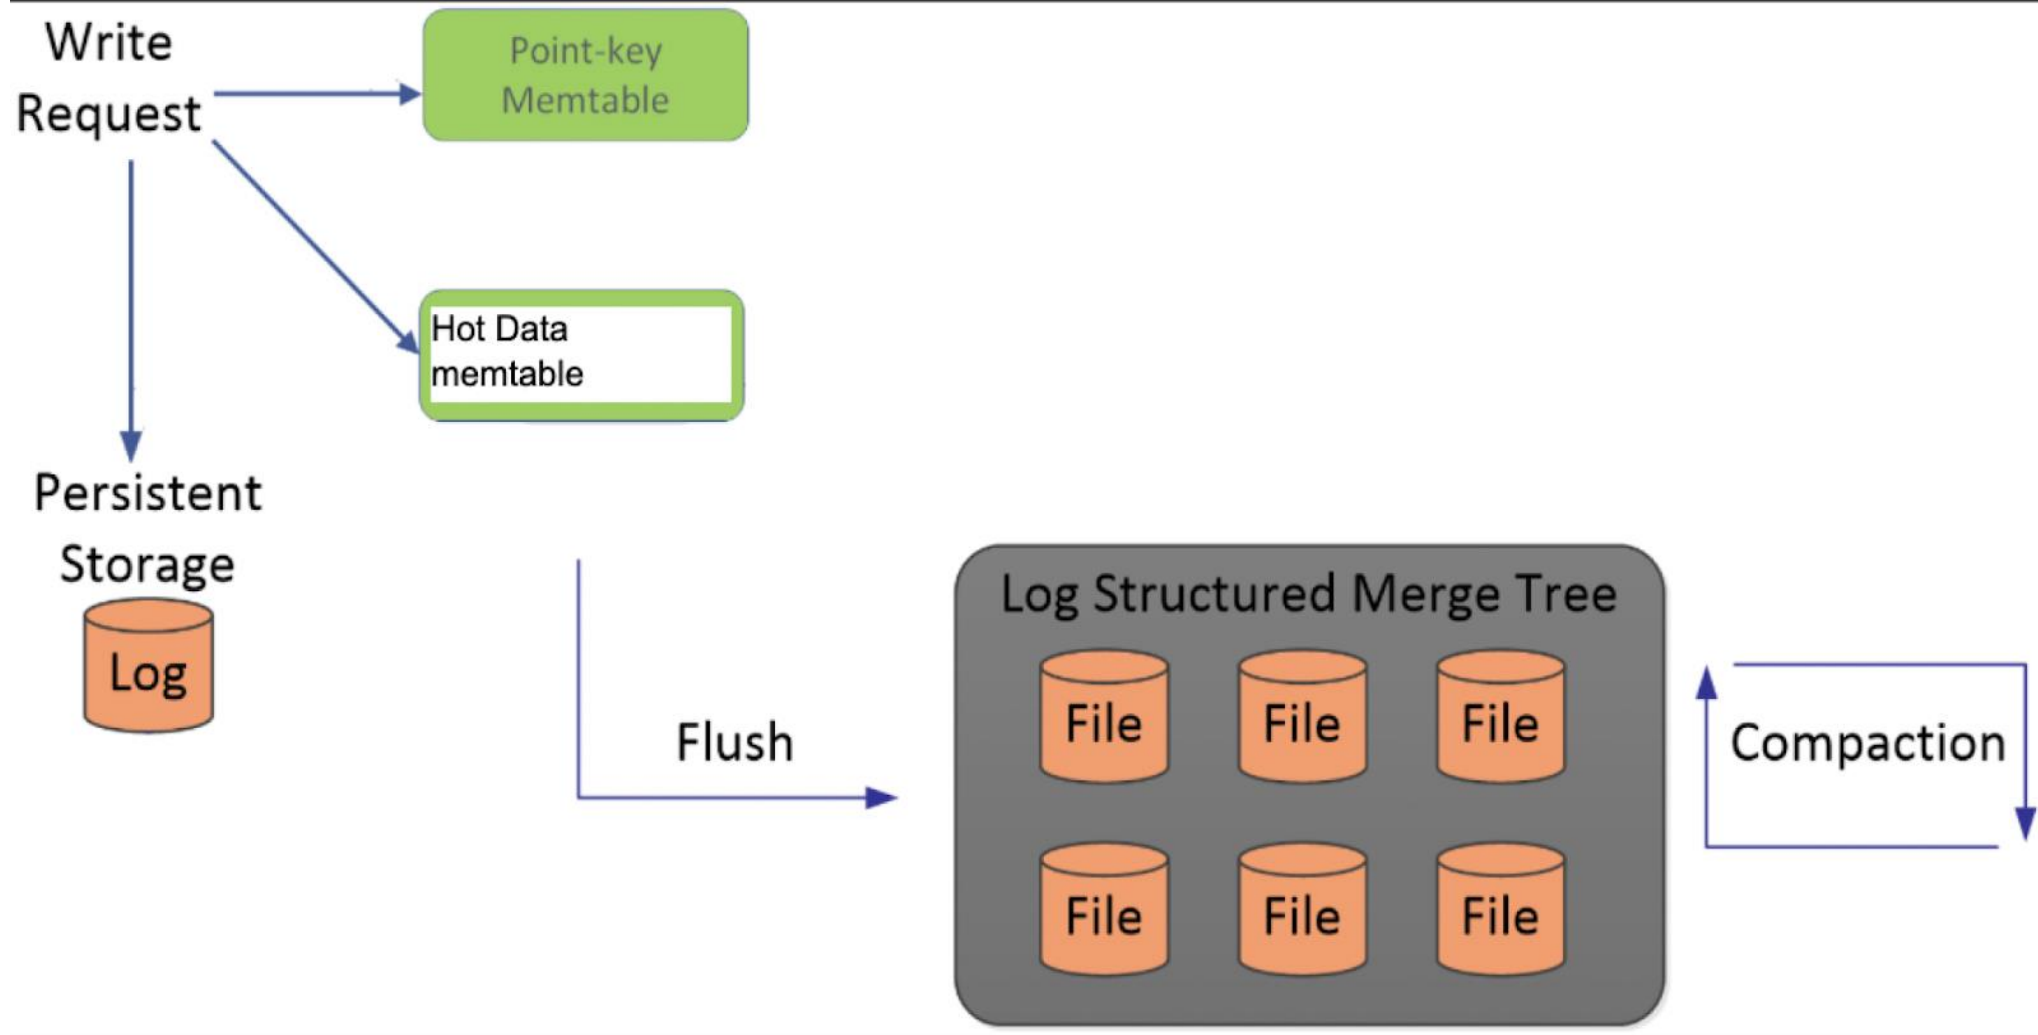 Write
Request
Point-key
Memtable
Hot Data
memtable
Persistent
Storage
Log
Flush
Log Structured Merge Tree
File File File
File File File
Compaction